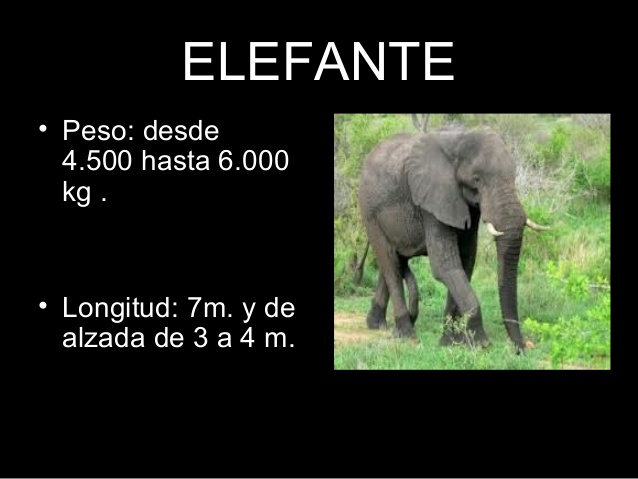 ELEFANTE
• Peso: desde
4.500 hasta 6.000
kg .
• Longitud: 7m. y de
alzada de 3 a 4 m.